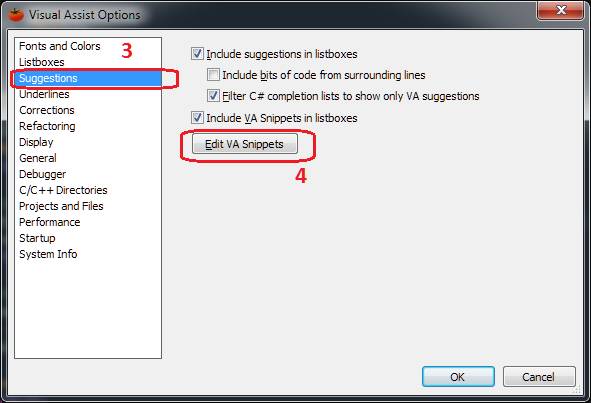 Visual Assist Options
Fonts and Colors
3
Listboxes
Suggestions
Underlines
Corrections
Refactoring
Display
General
Debugger
C/C++ Directories
Projects and Files
Performance
Startup
System Info
Include suggestions in listboxes
Include bits of code from surrounding lines
Filter C# completion lists to show only VA suggestions
Include VA Snippets in listboxes
Edit VA Snippets
4
OK
Cancel